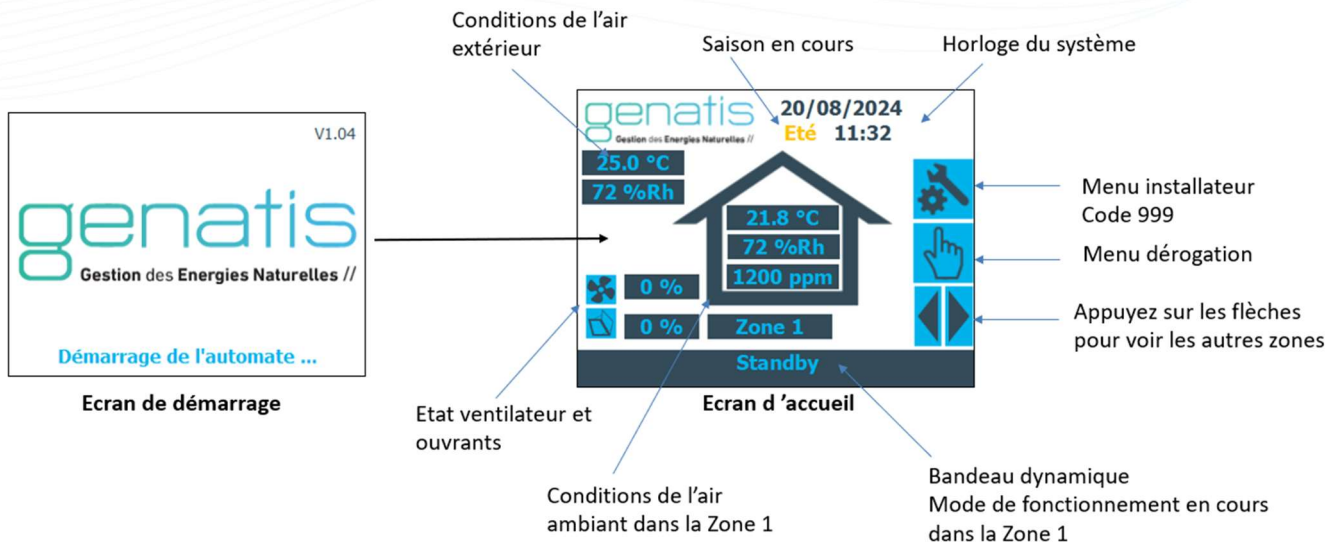 Conditions de l'air
extérieur
Saison en cours
Horloge du système
V1.04
genatis
Gestion des Energies Naturelles //
Démarrage de l'automate ...
Ecran de démarrage
genatis
Gestion des Energies Naturelles //
20/08/2024
Eté 11:32
25.0 °C
72 %Rh
21.8 °C
72 %Rh
1200 ppm
0 %
0 %
Zone 1
Standby
Ecran d 'accueil
Menu installateur
Code 999
Menu dérogation
Appuyez sur les flèches
pour voir les autres zones
Etat ventilateur et
ouvrants
Conditions de l'air
ambiant dans la Zone 1
Bandeau dynamique
Mode de fonctionnement en cours
dans la Zone 1